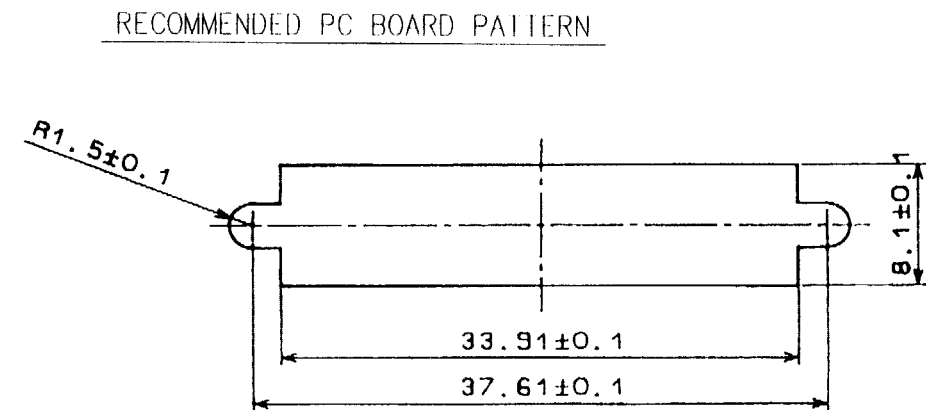 RECOMMENDED PC BOARD PATTERN
R1.5±0.1
8.1±0.1
33.91±0.1
37.61±0.1